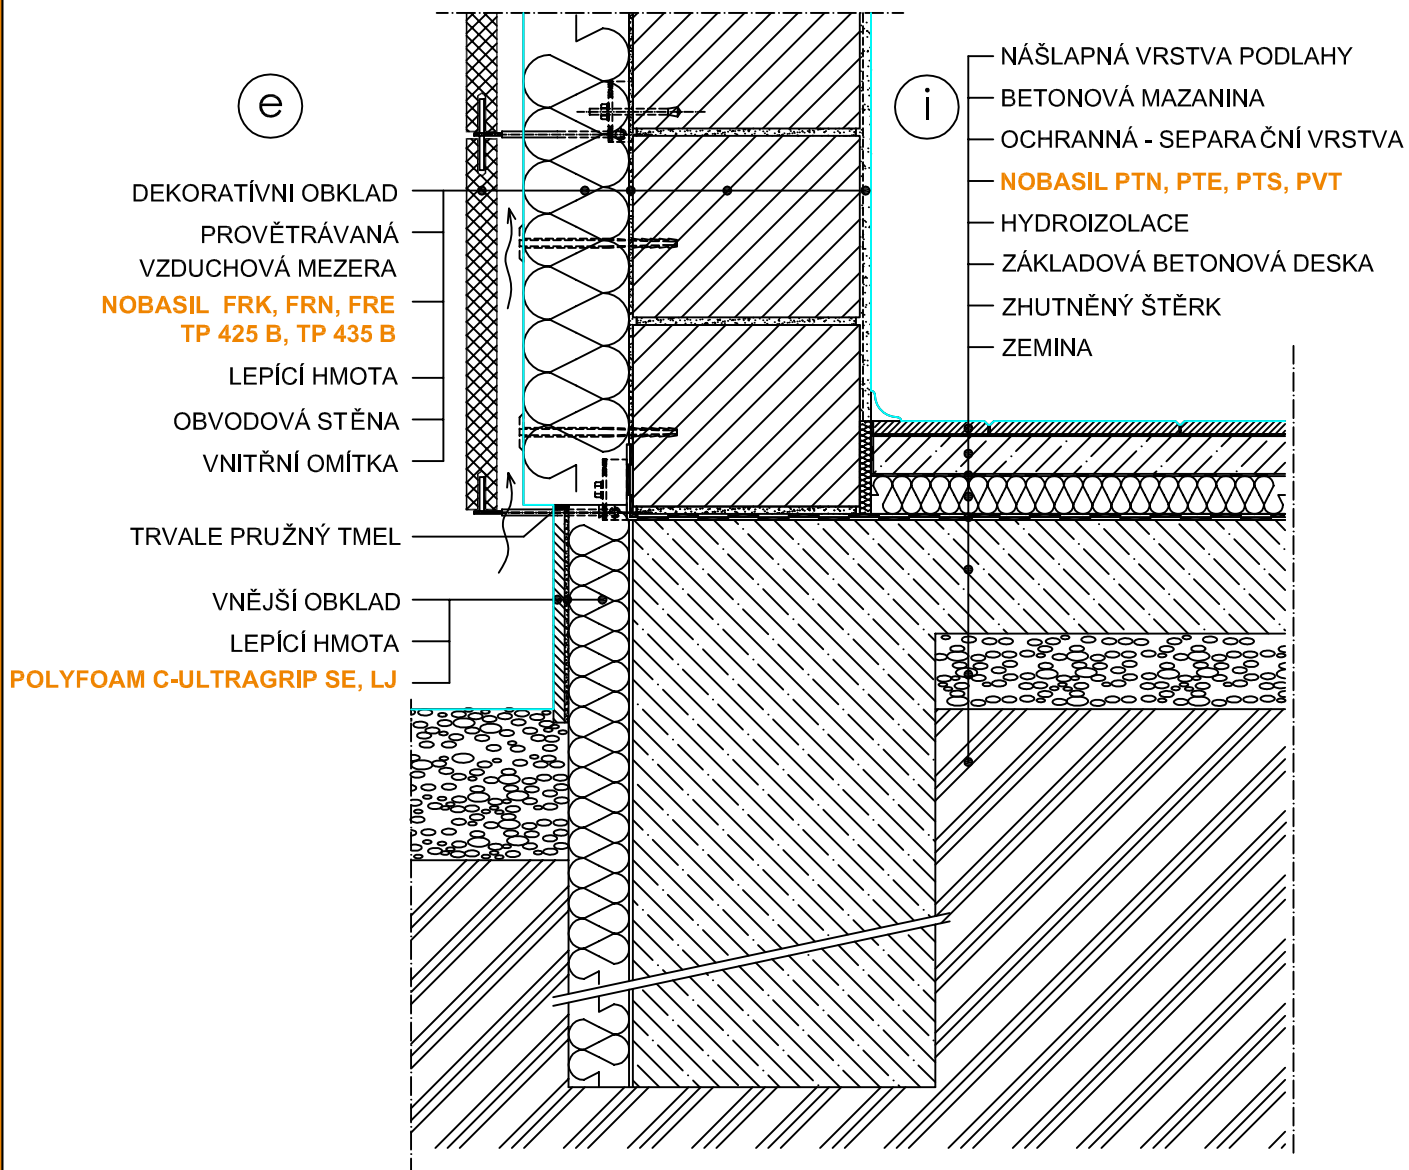 e
DEKORATÍVNI OBKLAD
PROVĚTRÁVANÁ
VZDUCHOVÁ MEZERA
NOBASIL FRK, FRN, FRE
TP 425 B, TP 435 B
LEPÍCÍ HMOTA
OBVODOVÁ STĚNA
VNITŘNÍ OMÍTKA
TRVALE PRUŽNÝ TMEL
VNĚJŠÍ OBKLAD
LEPÍCÍ HMOTA
POLYFOAM C-ULTRAGRIP SE, LJ
i
NÁŠLAPNÁ VRSTVA PODLAHY
BETONOVÁ MAZANINA
OCHRANNÁ - SEPARAČNÍ VRSTVA
NOBASIL PTN, PTE, PTS, PVT
HYDROIZOLACE
ZÁKLADOVÁ BETONOVÁ DESKA
ZHUTNĚNÝ ŠTĚRK
ZEMINA